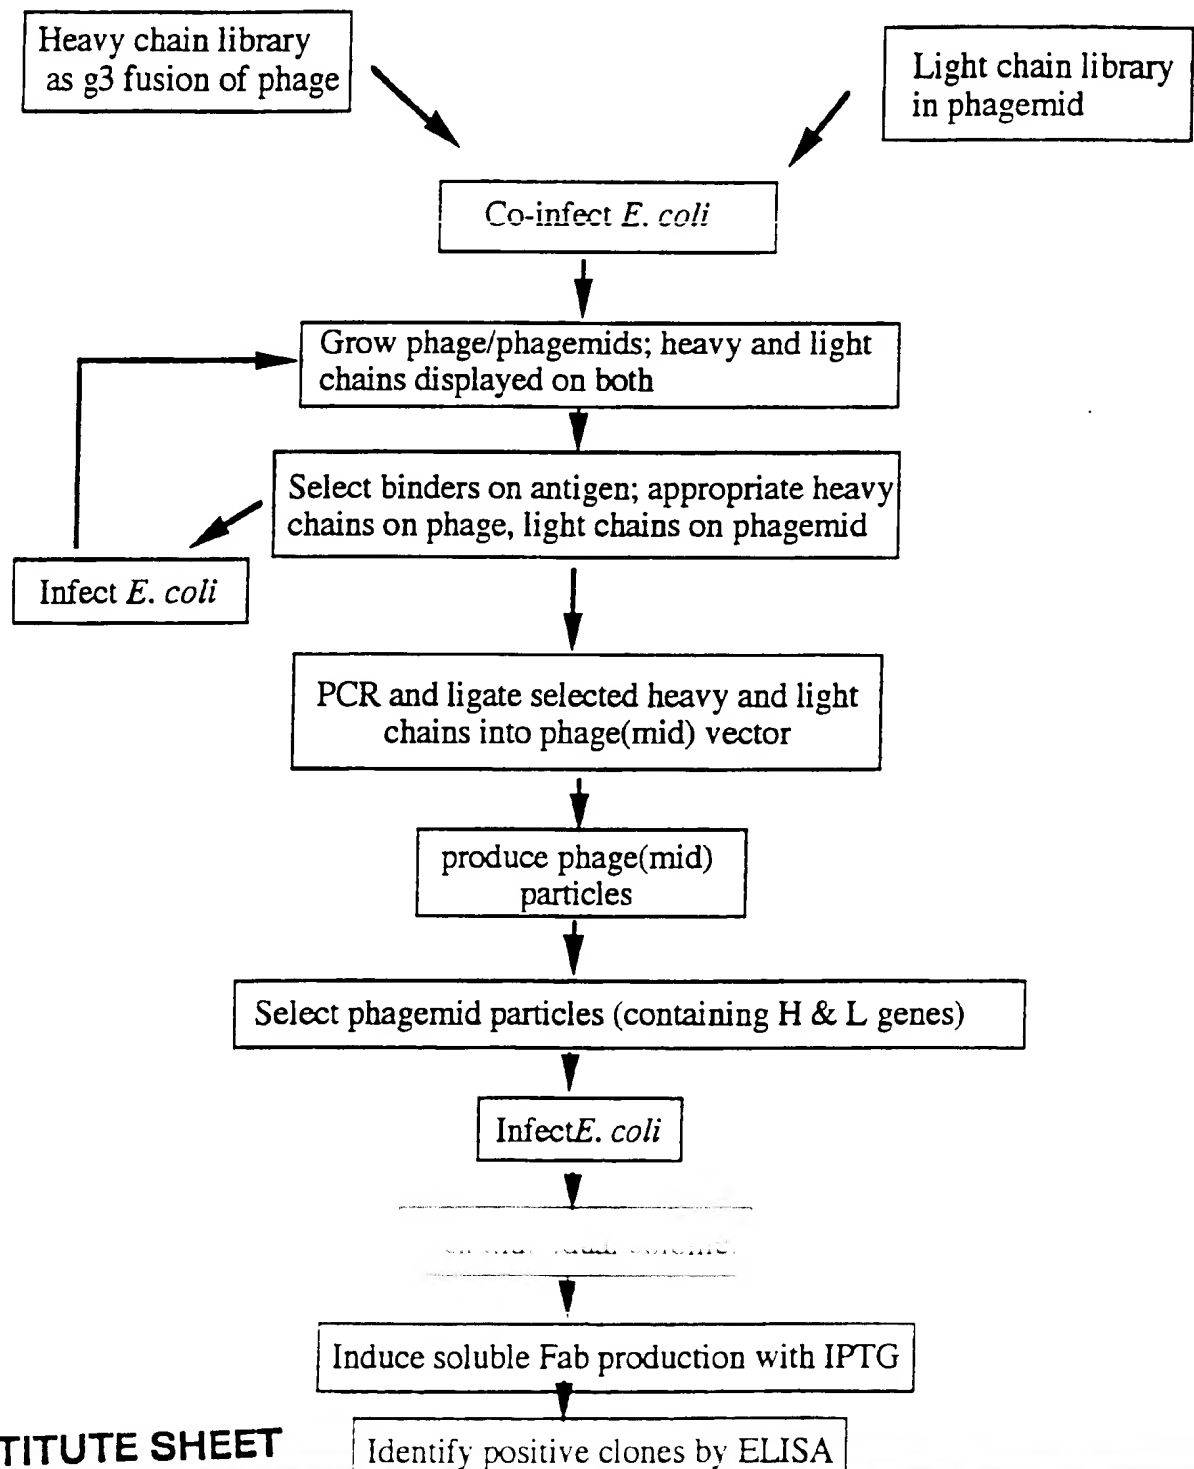 Heavy chain library
as g3 fusion of phage
Light chain library
in phagemid
Co-infect E. coli
Grow phage/phagemids; heavy and light
chains displayed on both
Select binders on antigen; appropriate heavy
chains on phage, light chains on phagemid
Infect E. coli
PCR and ligate selected heavy and light
chains into phage(mid) vector
produce phage(mid)
particles
Select phagemid particles (containing H & L genes)
InfectE. coli
Induce soluble Fab production with IPTG
Identify positive clones by ELISA
TITUTE SHEET